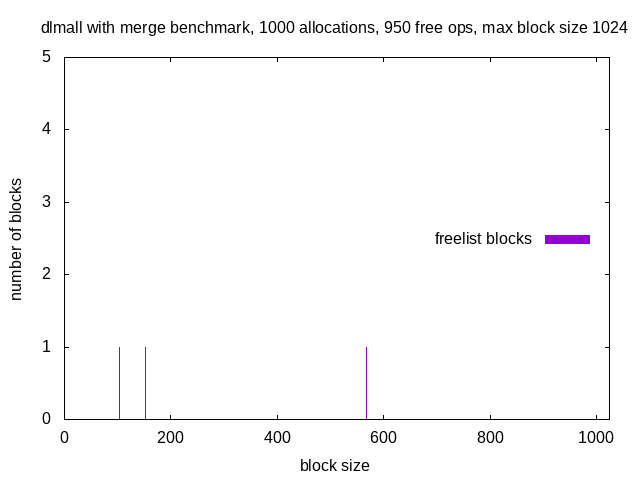 dlmall with merge benchmark, 1000 allocations, 950 free ops, max block size 1024
5
4
3
2
1
0
number of blocks
freelist blocks
0 200 400 600 800 1000
block size